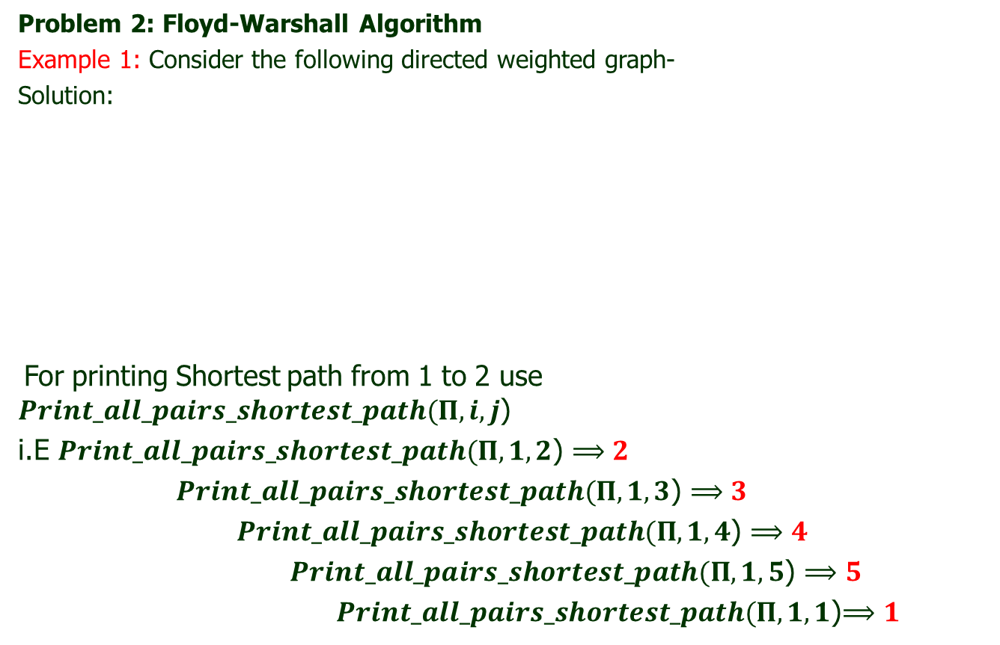 Problem 2: Floyd-Warshall Algorithm
Example 1: Consider the following directed weighted graph-
Solution:
For printing Shortest path from 1 to 2 use
Print_all_pairs_shortest_path(Π, i, j)
i.E Print_all_pairs_shortest_path(Π, 1, 2) ⟹ 2
Print_all_pairs_shortest_path(Π, 1, 3) ⟹ 3
Print_all_pairs_shortest_path(Π, 1, 4) ⟹ 4
Print_all_pairs_shortest_path(Π, 1, 5) ⟹ 5
Print_all_pairs_shortest_path(Π, 1, 1)⟹ 1